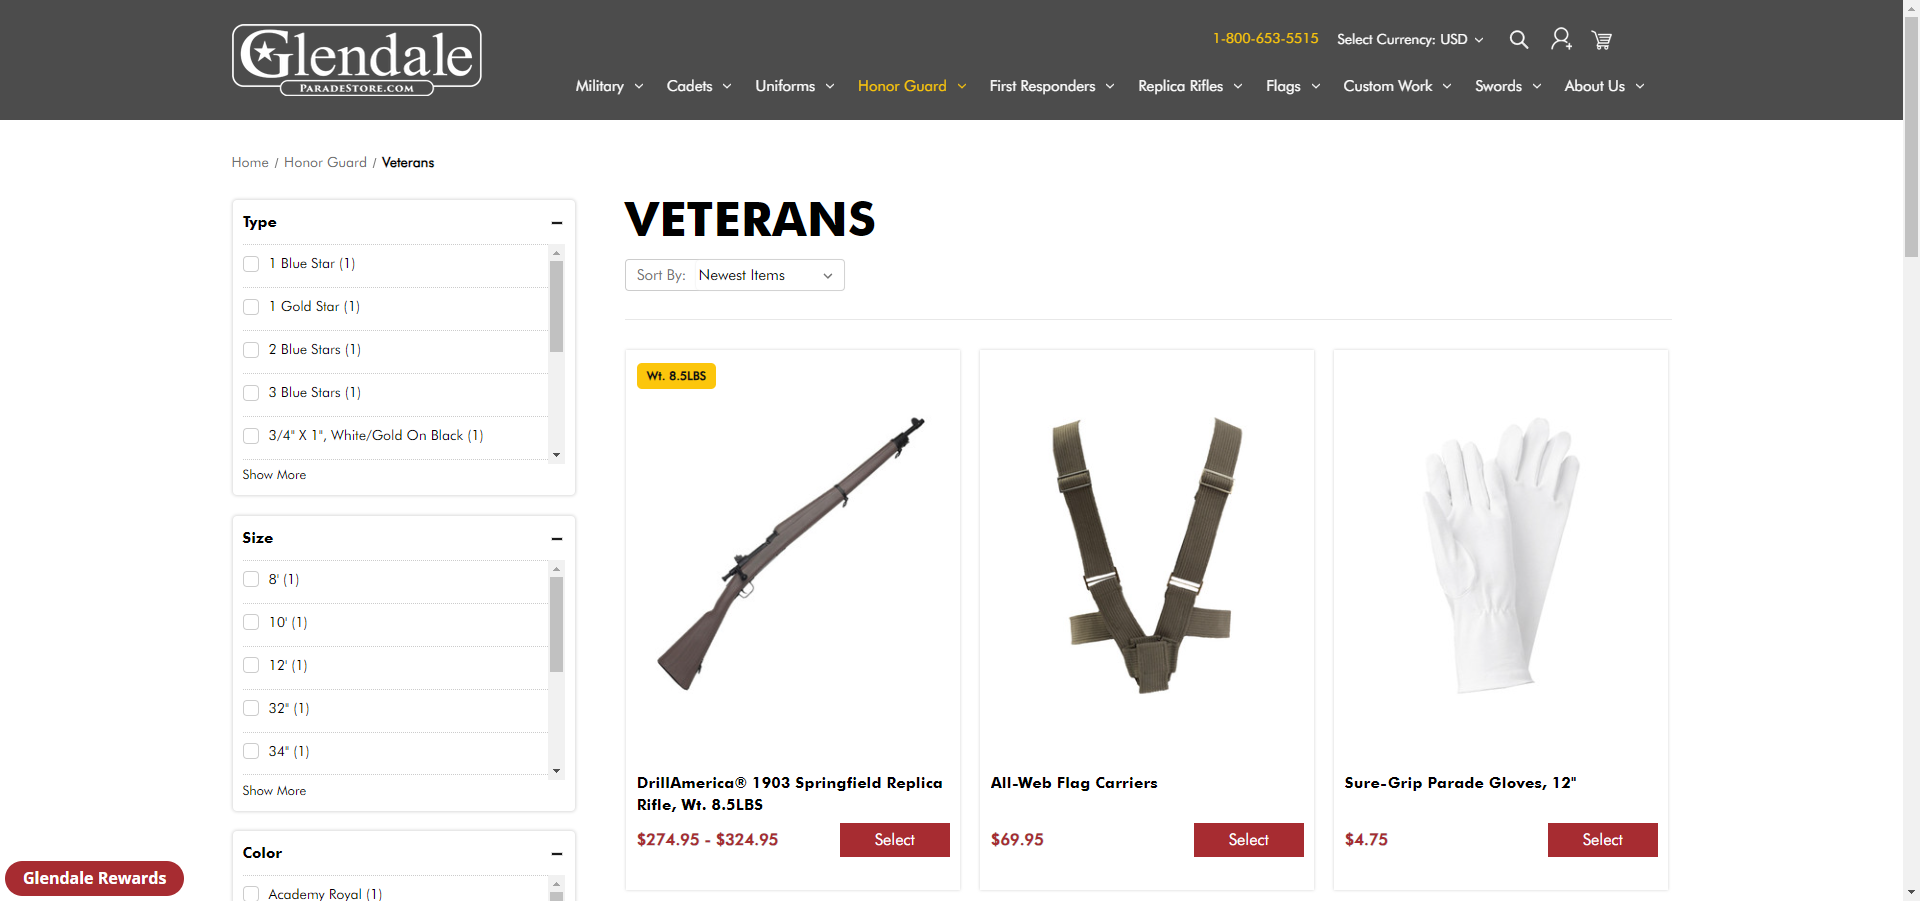 Glendale
PARADESTORE.COM
1-800-653-5515
Select Currency: USD
Military
Cadets
Uniforms
Honor Guard
First Responders
Replica Rifles
Flags
Custom Work
Swords
About Us
Home / Honor Guard / Veterans
Type
1 Blue Star (1)
1 Gold Star (1)
2 Blue Stars (1)
3 Blue Stars (1)
3/4" X 1", White/Gold On Black (1)
Show More
Size
8' (1)
10' (1)
12' (1)
32" (1)
34" (1)
Show More
Color
Academy Royal (1)
Glendale Rewards
VETERANS
Sort By: Newest Items
Wt. 8.5LBS
DrillAmerica® 1903 Springfield Replica
Rifle, Wt. 8.5LBS
$274.95 - $324.95
Select
All-Web Flag Carriers
$69.95
Select
Sure-Grip Parade Gloves, 12"
$4.75
Select